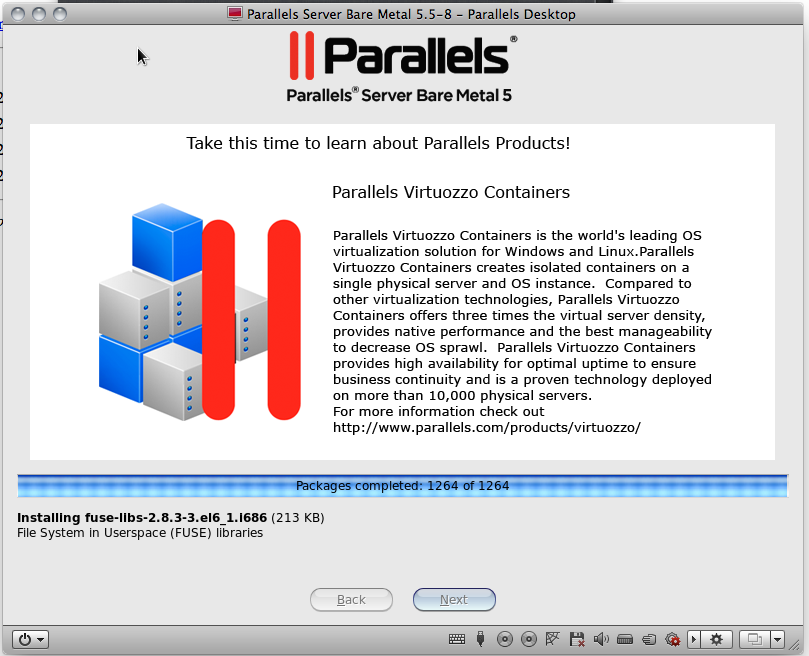 Parallels Server Bare Metal 5.5-8 – Parallels Desktop
Parallels®
Parallels® Server Bare Metal 5
Take this time to learn about Parallels Products!
Parallels Virtuozzo Containers
Parallels Virtuozzo Containers is the world's leading OS
virtualization solution for Windows and Linux.Parallels
Virtuozzo Containers creates isolated containers on a
single physical server and OS instance.  Compared to
other virtualization technologies, Parallels Virtuozzo
Containers offers three times the virtual server density,
provides native performance and the best manageability
to decrease OS sprawl.  Parallels Virtuozzo Containers
provides high availability for optimal uptime to ensure
business continuity and is a proven technology deployed
on more than 10,000 physical servers.
For more information check out
http://www.parallels.com/products/virtuozzo/
Packages completed: 1264 of 1264
Installing fuse-libs-2.8.3-3.el6_1.i686 (213 KB)
File System in Userspace (FUSE) libraries
Back Next